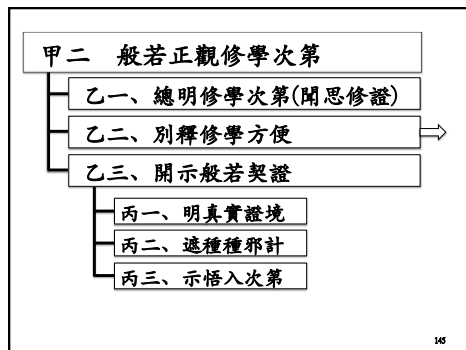 甲二　般若正觀修學次第
乙一、總明修學次第(聞思修證)
乙二、別釋修學方便
乙三、開示般若契證
丙一、明真實證境
丙二、遮種種邪計
丙三、示悟入次第
145